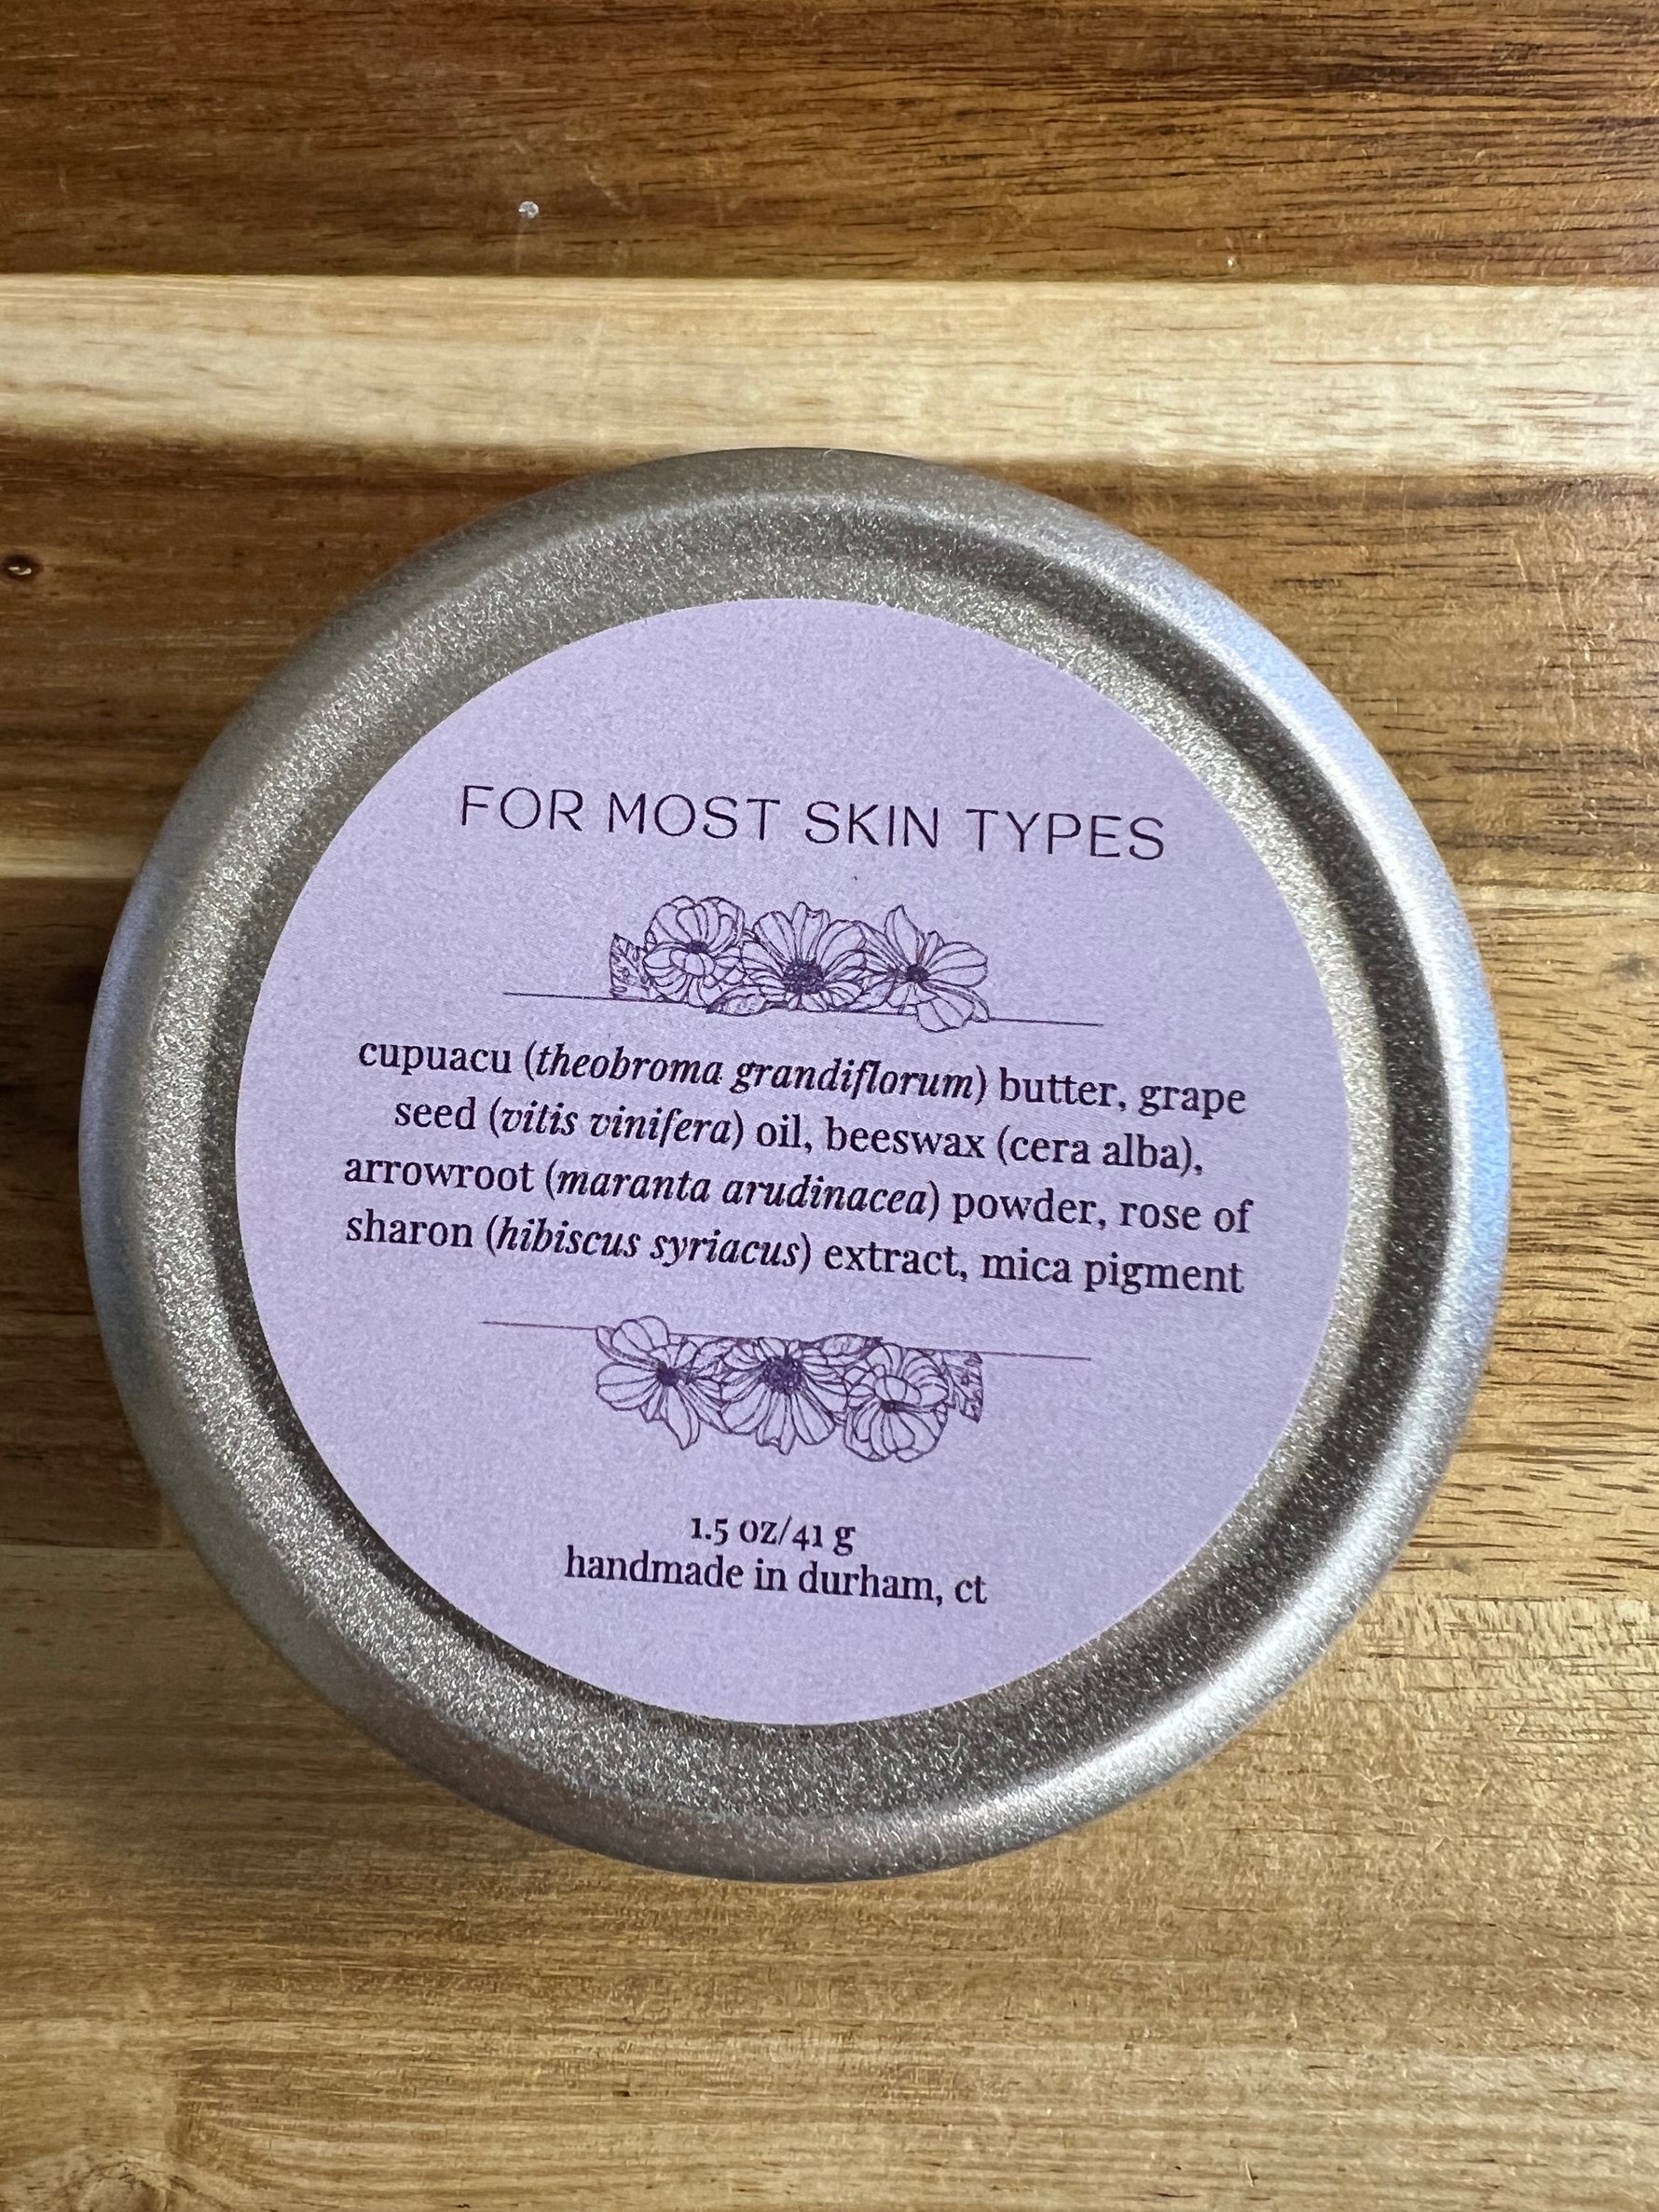 FOR MOST SKIN TYPES
cupuacu (theobroma grandiflorum) butter, grape
seed (vitis vinifera) oil, beeswax (cera alba),
arrowroot (maranta arudinacea) powder, rose of
sharon (hibiscus syriacus) extract, mica pigment
1.5 oz/41 g
handmade in durham, ct